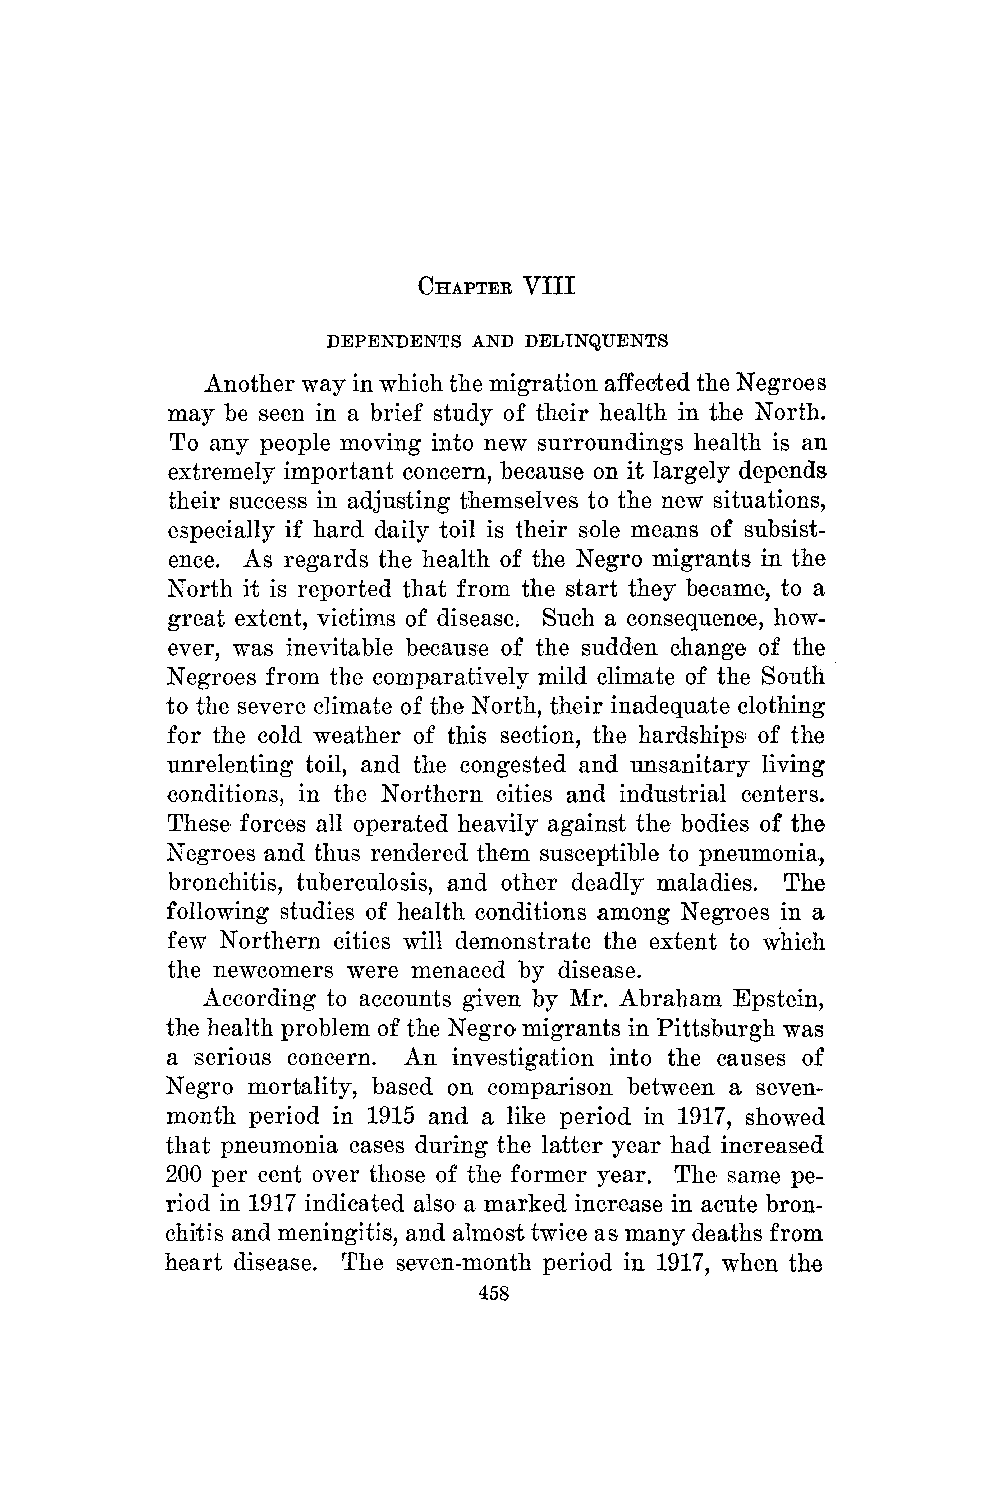 CHAPTER VIII
DEPENDENTS AND DELINQUENTS
Another way in which the migration affected the Negroes
may be seen in a brief study of their health in the North.
To any people moving into new surroundings health is an
extremely important concern, because on it largely depends
their success in adjusting themselves to the new situations,
especially if hard daily toil is their sole means of subsist-
ence. As regards the health of the Negro migrants in the
North it is reported that from the start they became, to a
great extent, victims of disease. Such a consequence, how-
ever, was inevitable because of the sudden change of the
Negroes from the comparatively mild climate of the South
to the severe climate of the North, their inadequate clothing
for the cold weather of this section, the hardships of the
unrelenting toil, and the congested and unsanitary living
conditions, in the Northern cities and industrial centers.
These forces all operated heavily against the bodies of the
Negroes and thus rendered them susceptible to pneumonia,
bronchitis, tuberculosis, and other deadly maladies. The
following studies of health conditions among Negroes in a
few Northern cities will demonstrate the extent to which
the newcomers were menaced by disease.
According to accounts given by Mr. Abraham Epstein,
the health problem of the Negro migrants in Pittsburgh was
a serious concern. An investigation into the causes of
Negro mortality, based on comparison between a seven-
month period in 1915 and a like period in 1917, showed
that pneumonia cases during the latter year had increased
200 per cent over those of the former year. The same pe-
riod in 1917 indicated also a marked increase in acute bron-
chitis and meningitis, and almost twice as many deaths from
heart disease. The seven-month period in 1917, when the
458